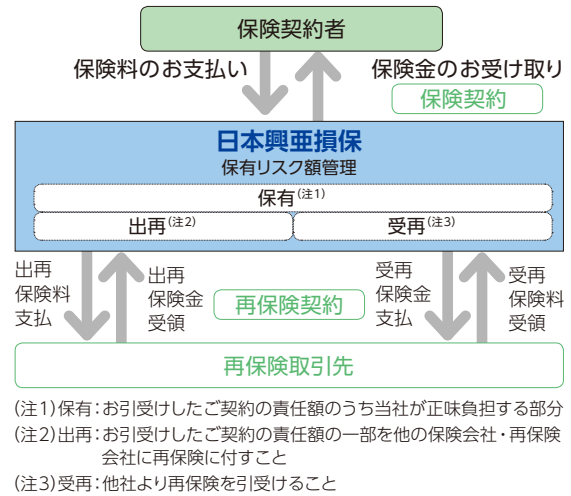 保険契約者
保険料のお支払い
保険金のお受け取り
保険契約
日本興亜損保
保有リスク額管理
保有(注1)
出再(注2)
受再(注3)
出再
保険料
支払
出再
保険金
受領
再保険契約
受再
保険金
支払
受再
保険料
受領
再保険取引先
(注1)保有：お引受けしたご契約の責任額のうち当社が正味負担する部分
(注2)出再：お引受けしたご契約の責任額の一部を他の保険会社・再保険
会社に再保険に付すこと
(注3)受再：他社より再保険を引受けること